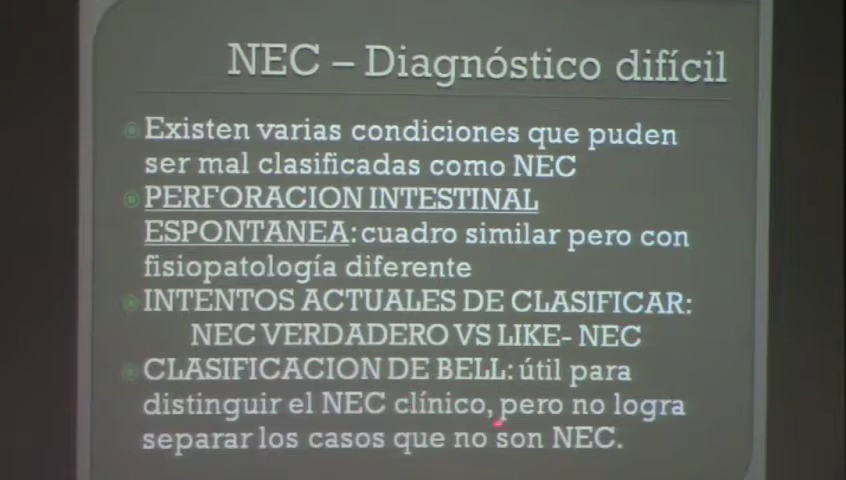 NEC – Diagnóstico difícil
Existen varias condiciones que puden
ser mal clasificadas como NEC
PERFORACION INTESTINAL
ESPONTANEA: cuadro similar pero con
fisiopatología diferente
INTENTOS ACTUALES DE CLASIFICAR:
NEC VERDADERO VS LIKE- NEC
CLASIFICACION DE BELL: útil para
distinguir el NEC clínico, pero no logra
separar los casos que no son NEC.